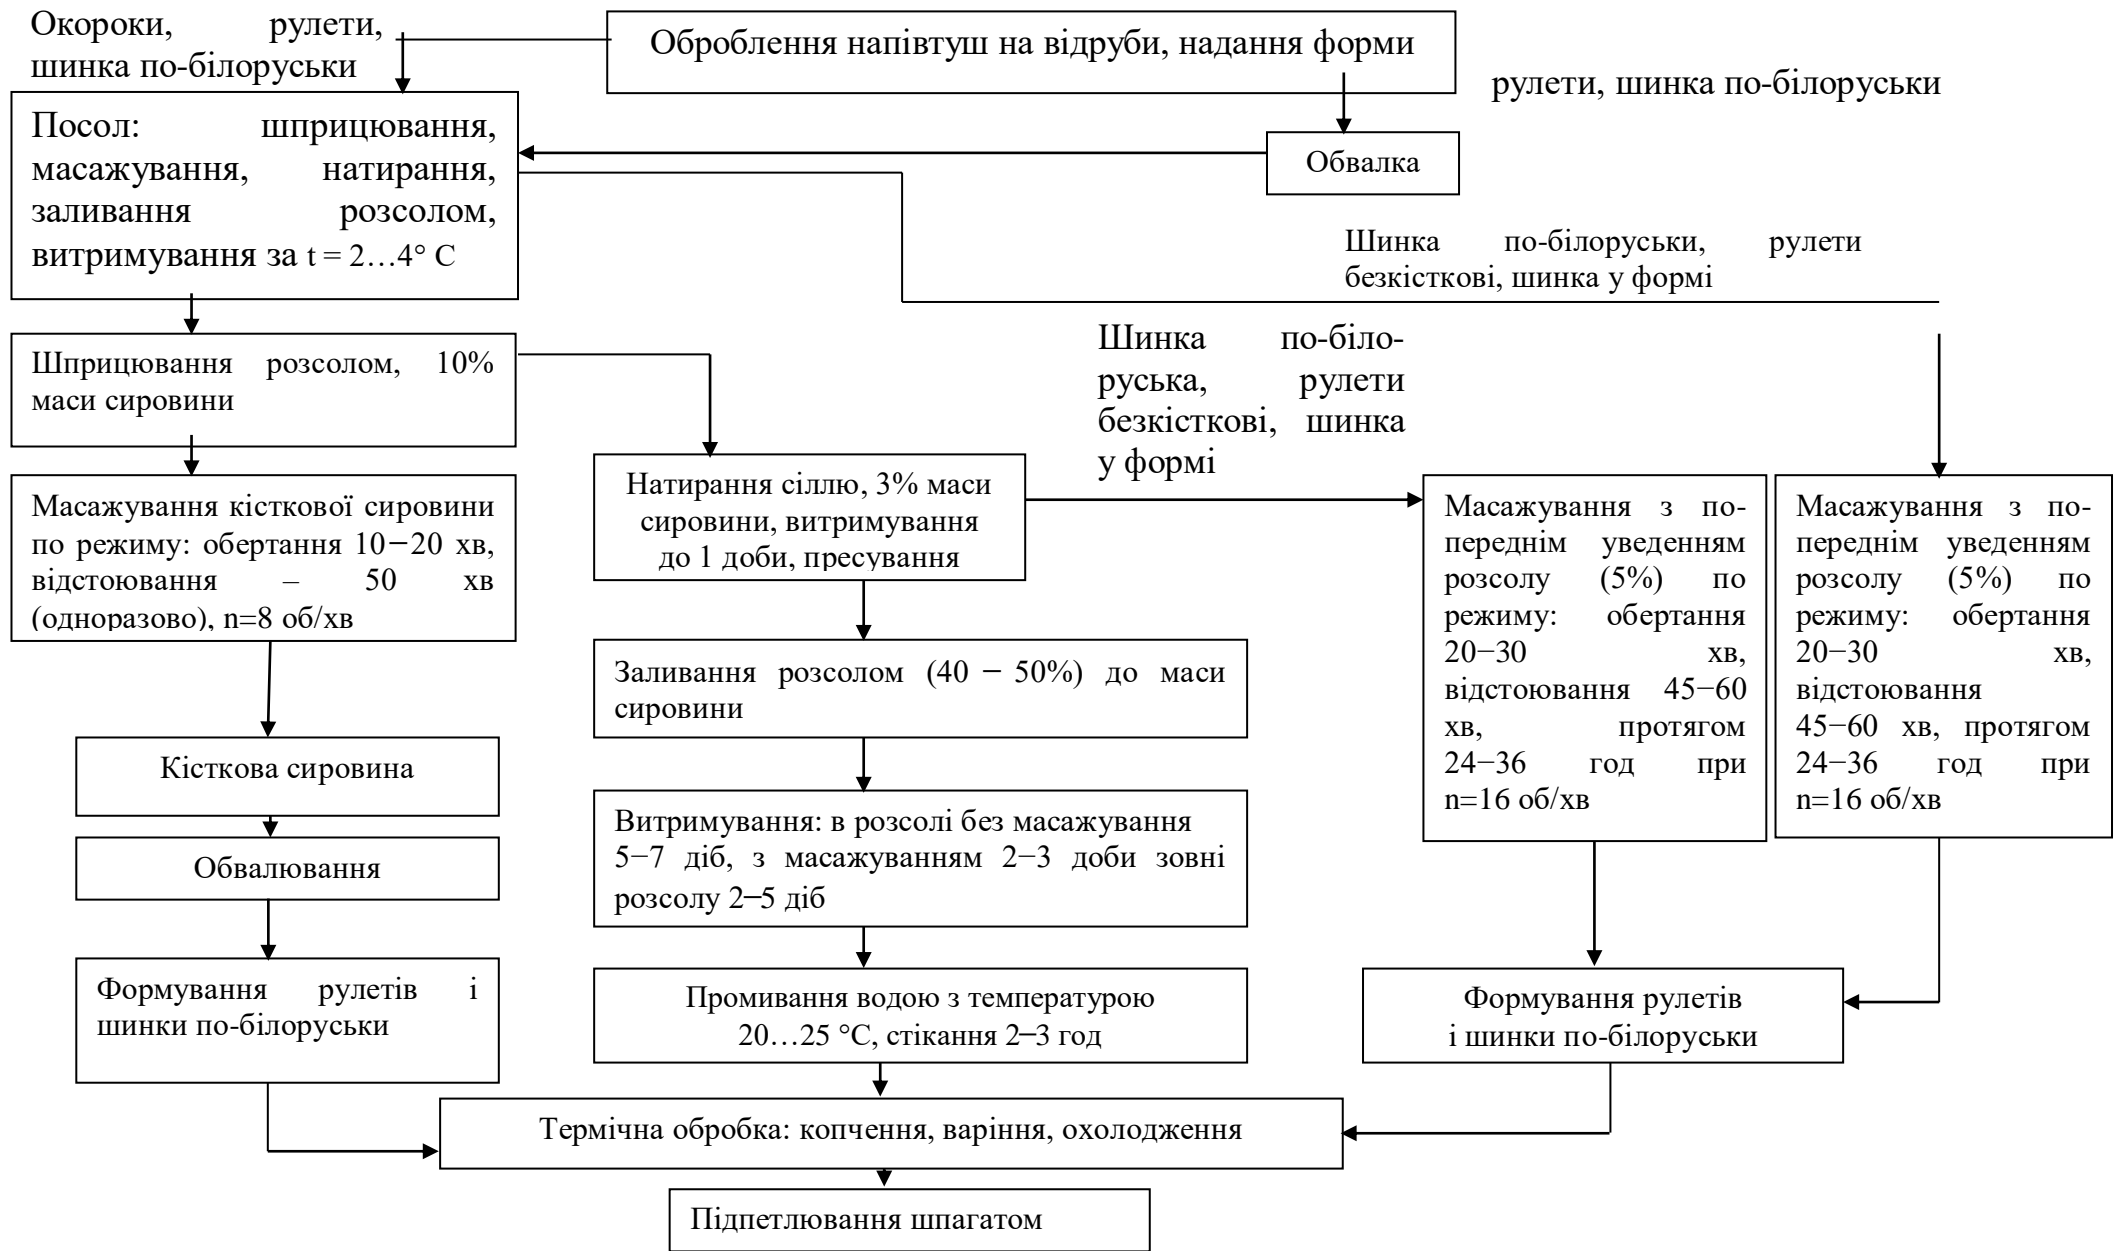 Окороки, рулети,
шинка по-білоруськи
Оброблення напівтуш на відруби, надання форми
рулети, шинка по-білоруськи
Посол: шприцювання,
масажування, натирання,
заливання розсолом,
витримування за t = 2…4° С
Обвалка
Шинка по-білоруськи, рулети
безкісткові, шинка у формі
Шприцювання розсолом, 10%
маси сировини
Шинка по-біло-
руська, рулети
безкісткові, шинка
у формі
Масажування кісткової сировини
по режиму: обертання 10−20 хв,
відстоювання – 50 хв
(одноразово), n=8 об/хв
Натирання сіллю, 3% маси
сировини, витримування
до 1 доби, пресування
Масажування з по-
переднім уведенням
розсолу (5%) по
режиму: обертання
20−30 хв,
відстоювання 45−60
хв, протягом
24−36 год при
n=16 об/хв
Масажування з по-
переднім уведенням
розсолу (5%) по
режиму: обертання
20−30 хв,
відстоювання
45−60 хв, протягом
24−36 год при
n=16 об/хв
Заливання розсолом (40 − 50%) до маси
сировини
Кісткова сировина
Витримування: в розсолі без масажування
5−7 діб, з масажуванням 2−3 доби зовні
розсолу 2−5 діб
Обвалювання
Формування рулетів і
шинки по-білоруськи
Промивання водою з температурою
20…25 °С, стікання 2−3 год
Формування рулетів
і шинки по-білоруськи
Термічна обробка: копчення, варіння, охолодження
Підпетлювання шпагатом